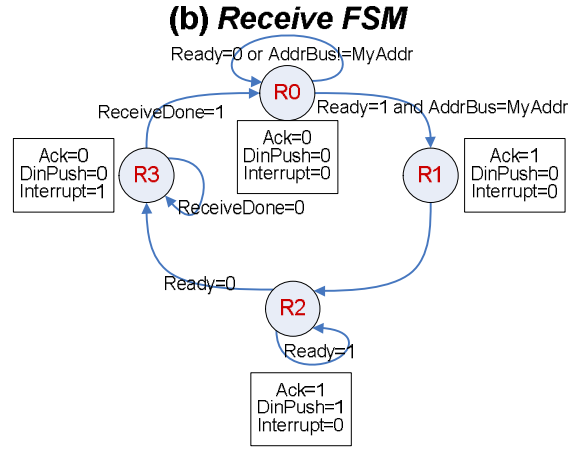 (b) Receive FSM
Ready=0 or AddrBus!=MyAddr
R0
ReceiveDone=1
Ready=1 and AddrBus=MyAddr
Ack=0
DinPush=0
Interrupt=0
Ack=0
DinPush=0
Interrupt=1
R3
R1
Ack=1
DinPush=0
Interrupt=0
ReceiveDone=0
Ready=0
R2
Ready=1
Ack=1
DinPush=1
Interrupt=0